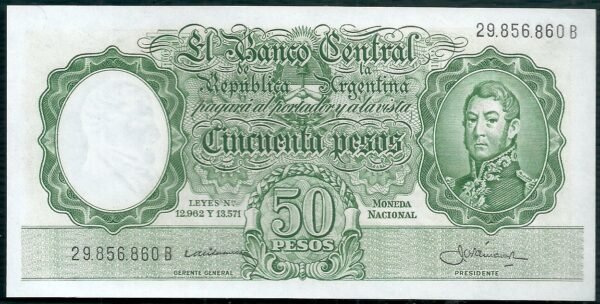 29.856.860 B
El Banco Central
de la
República Argentina
pagará al portador y a la vista
Cincuenta pesos
LEYES Nos.
12.962 Y 13.571
50
PESOS
MONEDA
NACIONAL
29.856.860 B
GERENTE GENERAL
PRESIDENTE